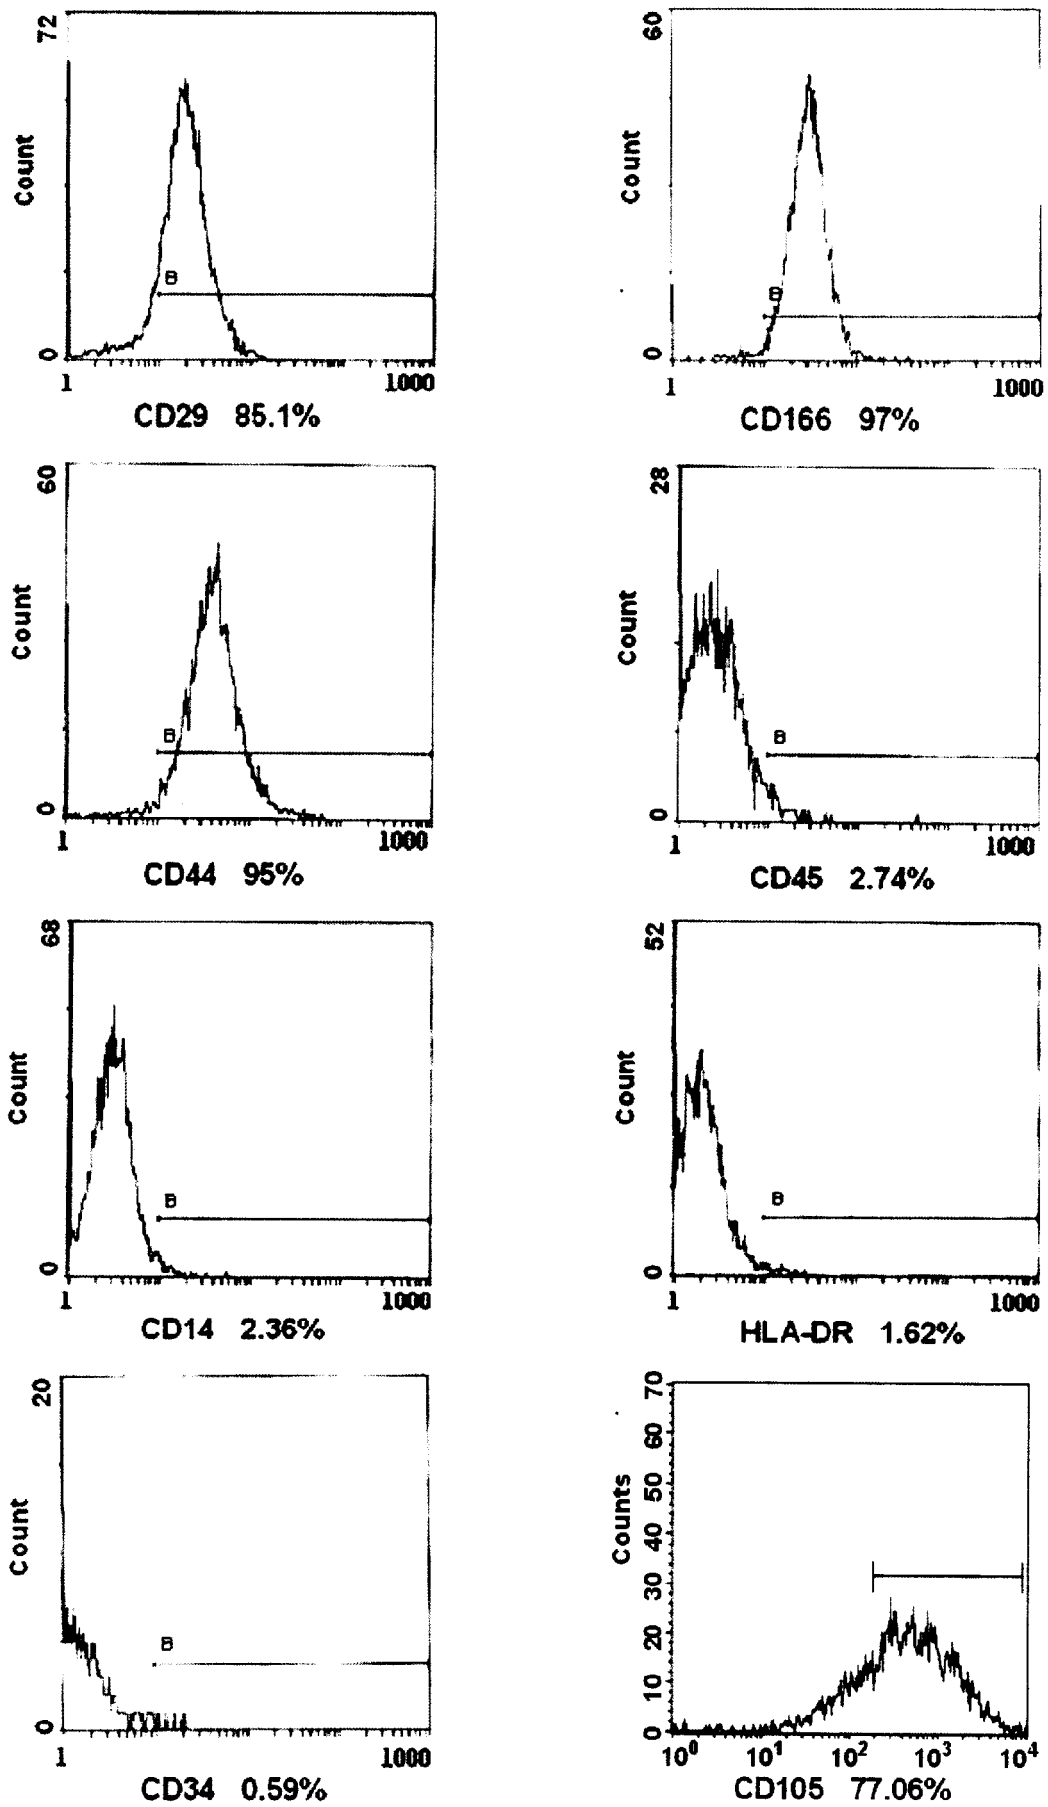 72
Count
B
0
1 1000
CD29 85.1%
60
Count
B
0
1 1000
CD166 97%
60
Count
B
0
1 1000
CD44 95%
28
Count
B
0
1 1000
CD45 2.74%
68
Count
B
0
1 1000
CD14 2.36%
52
Count
B
0
1 1000
HLA-DR 1.62%
20
Count
B
0
1 1000
CD34 0.59%
70
60
50
40
30
20
10
0
Counts
10⁰ 10¹ 10² 10³ 10⁴
CD105 77.06%